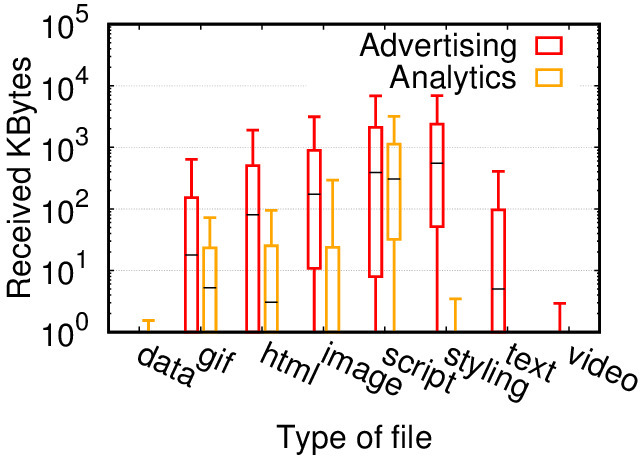 Received KBytes
10^5
10^4
10^3
10^2
10^1
10^0
Advertising
Analytics
data
gif
html
image
script
styling
text
video
Type of file